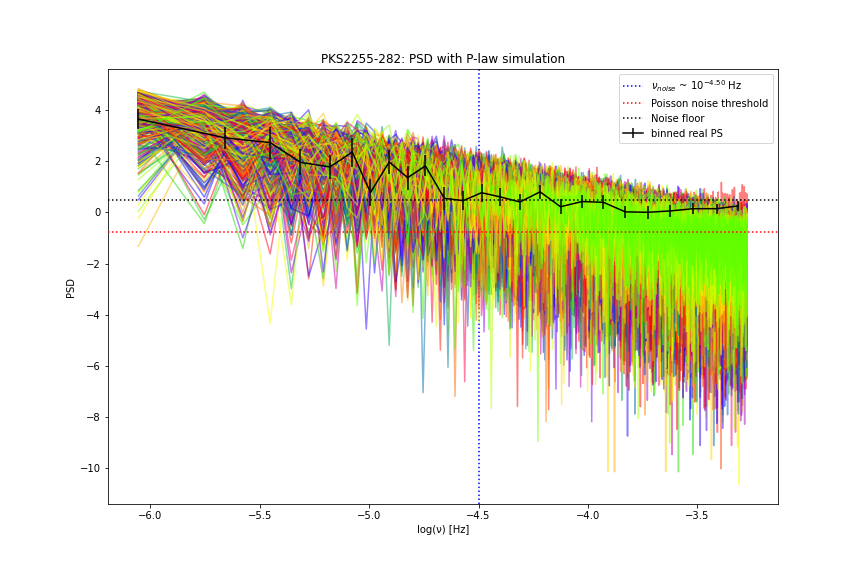 PKS2255-282: PSD with P-law simulation
ν_noise ~ 10^−4.50 Hz
Poisson noise threshold
Noise floor
binned real PS
PSD
4
2
0
−2
−4
−6
−8
−10
−6.0 −5.5 −5.0 −4.5 −4.0 −3.5
log(ν) [Hz]